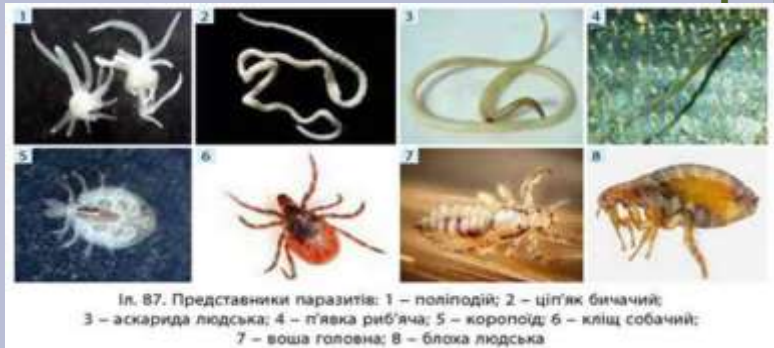 1
2
3
4
5
6
7
8
Іл. 87. Представники паразитів: 1 – поліподій; 2 – ціп'як бичачий;
3 – аскарида людська; 4 – п'явка риб'яча; 5 – коропоїд; 6 – кліщ собачий;
7 – воша головна; 8 – блоха людська